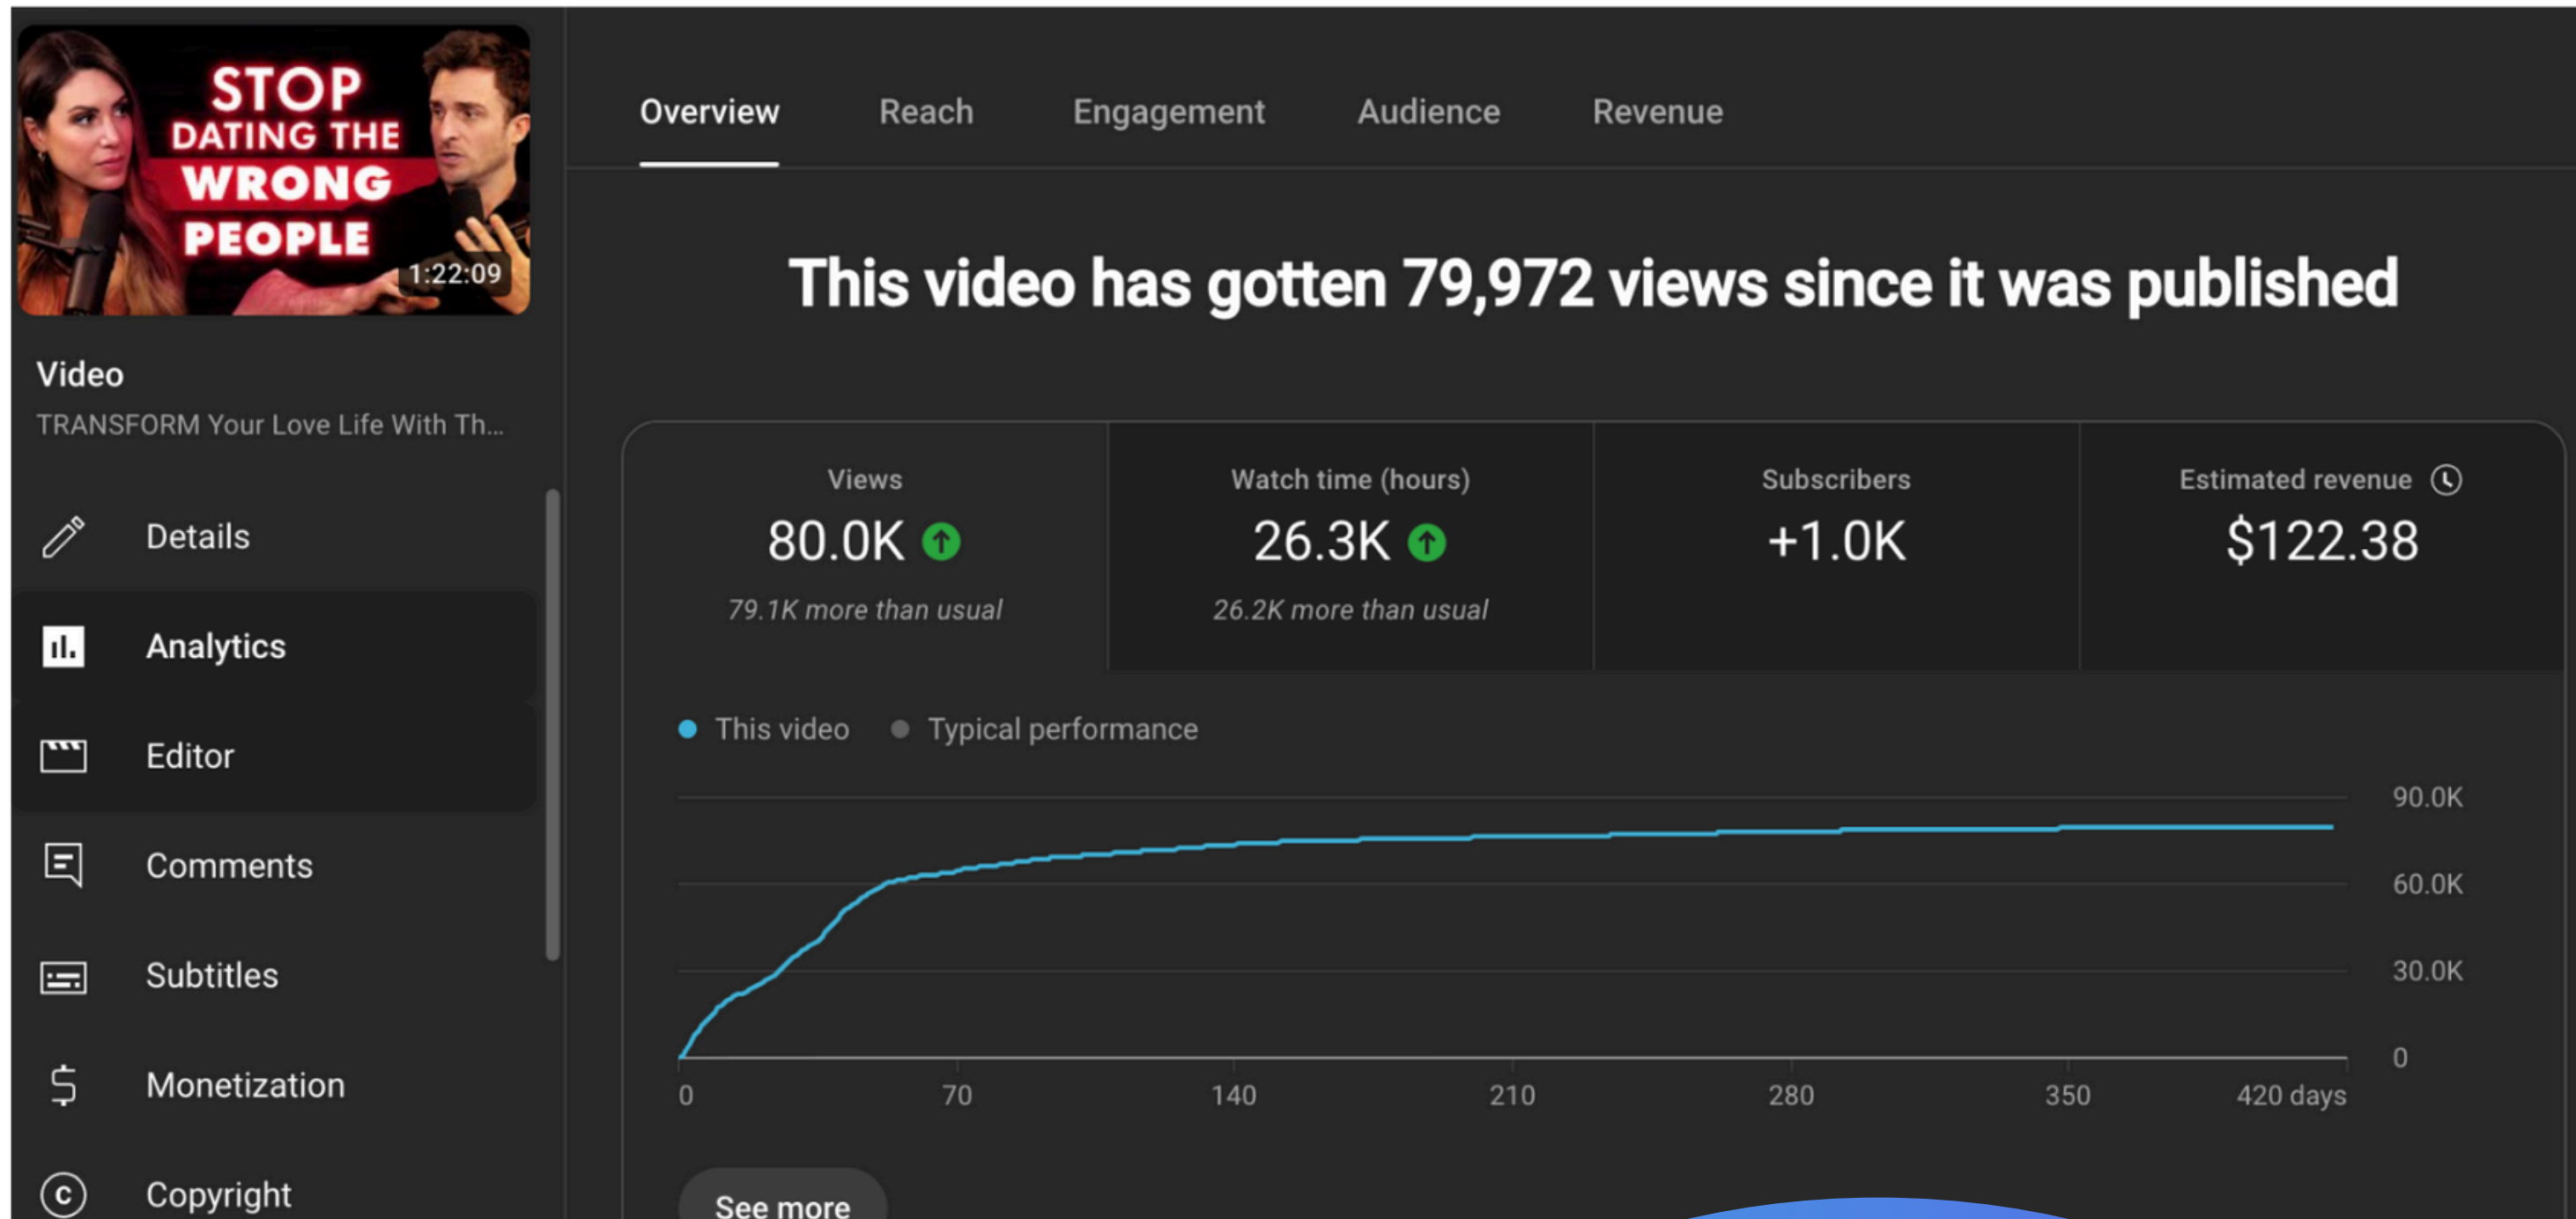 STOP
DATING THE
WRONG
PEOPLE
1:22:09
Video
TRANSFORM Your Love Life With Th...
Details
Analytics
Editor
Comments
Subtitles
Monetization
Copyright
Overview Reach Engagement Audience Revenue
This video has gotten 79,972 views since it was published
Views
80.0K
79.1K more than usual
Watch time (hours)
26.3K
26.2K more than usual
Subscribers
+1.0K
Estimated revenue
$122.38
This video Typical performance
90.0K
60.0K
30.0K
0
0 70 140 210 280 350 420 days
See more